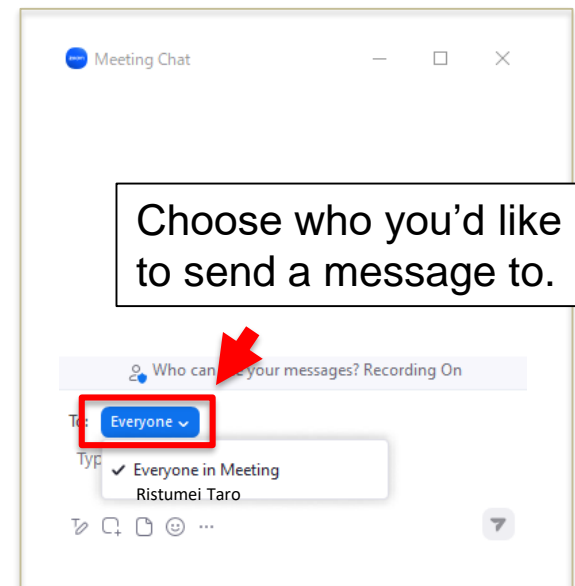 Meeting Chat
Choose who you'd like
to send a message to.
Who can your messages? Recording On
To: Everyone
Typ
Everyone in Meeting
Ristumei Taro